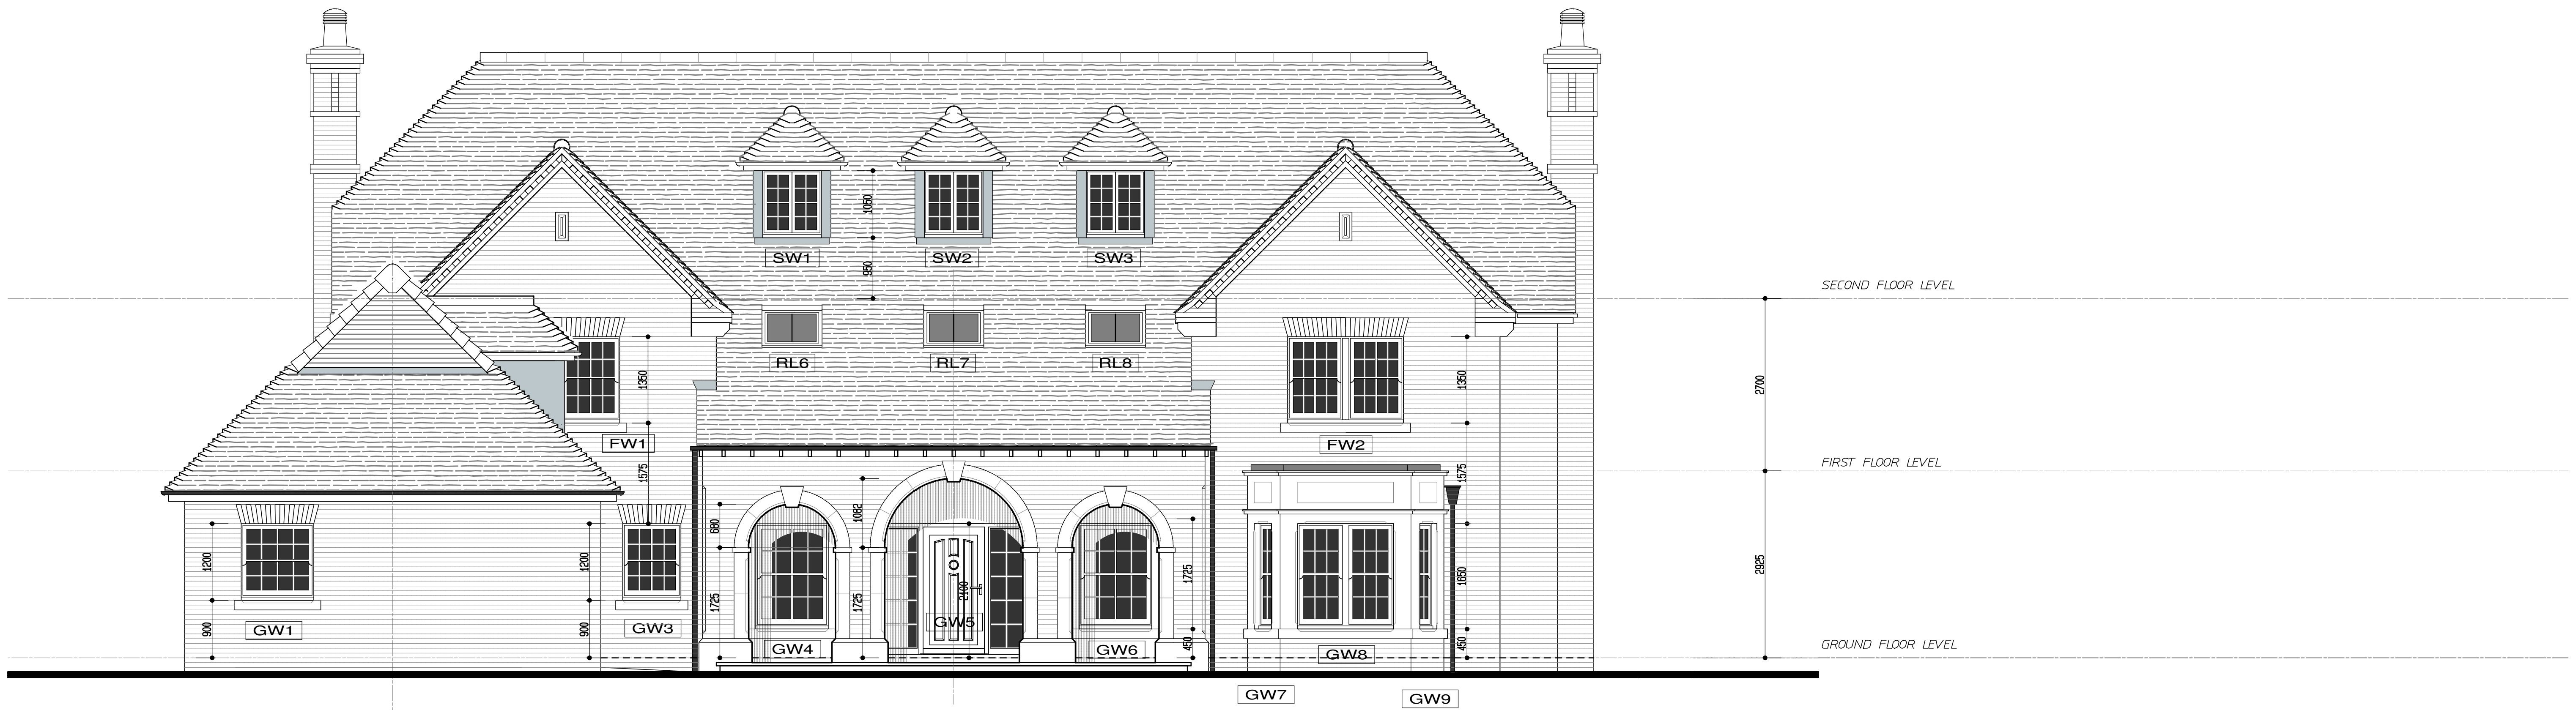 1050
SW1
SW2
SW3
950
SECOND FLOOR LEVEL
RL6
RL7
RL8
1350
1350
2700
FW1
FW2
1575
1575
FIRST FLOOR LEVEL
680
1082
1200
1200
1725
1725
1725
2100
1650
2925
GW1
GW3
GW5
900
900
450
450
GW4
GW6
GW8
GROUND FLOOR LEVEL
GW7
GW9